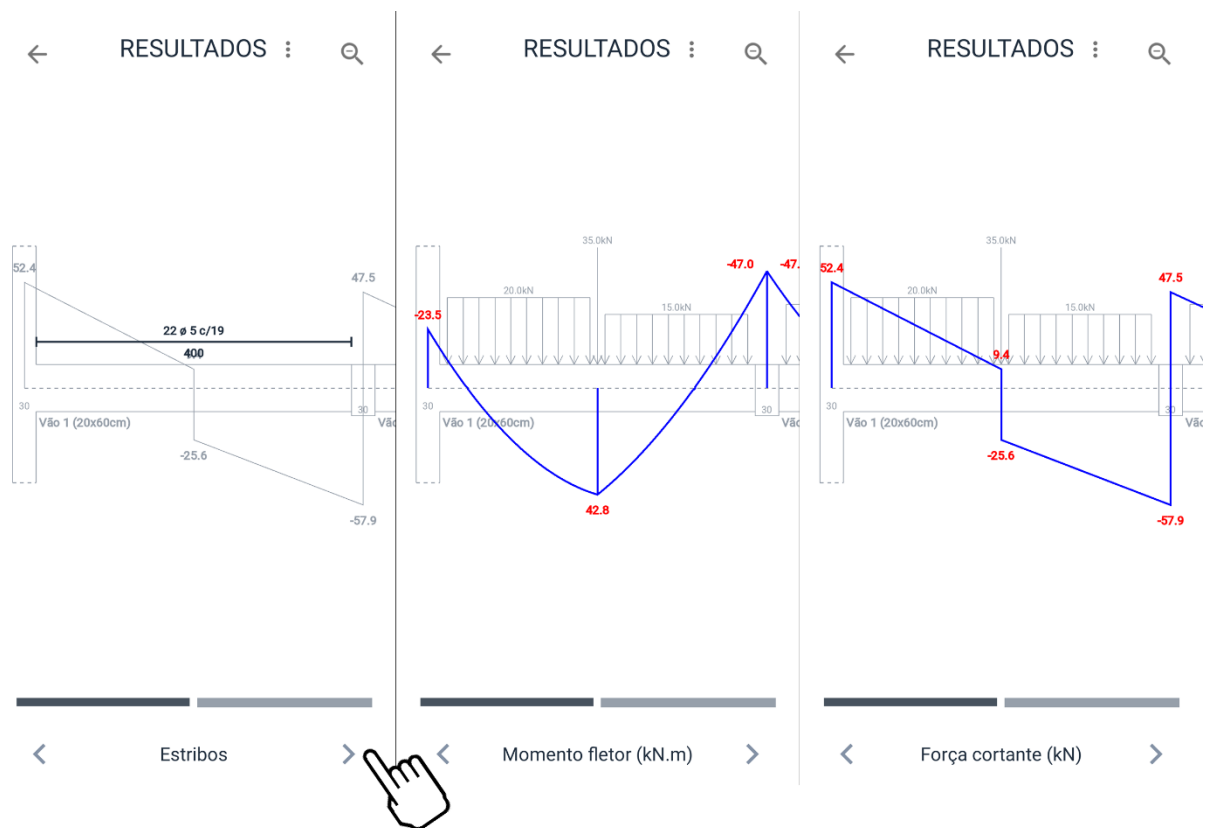 RESULTADOS
52.4
47.5
22 ø 5 c/19
400
30
30
Vão 1 (20x60cm)
-25.6
-57.9
Estribos
RESULTADOS
35.0kN
-47.0
20.0kN
15.0kN
-23.5
30
30
Vão 1 (20x60cm)
42.8
Momento fletor (kN.m)
RESULTADOS
35.0kN
52.4
47.5
20.0kN
15.0kN
9.4
30
30
Vão 1 (20x60cm)
-25.6
-57.9
Força cortante (kN)